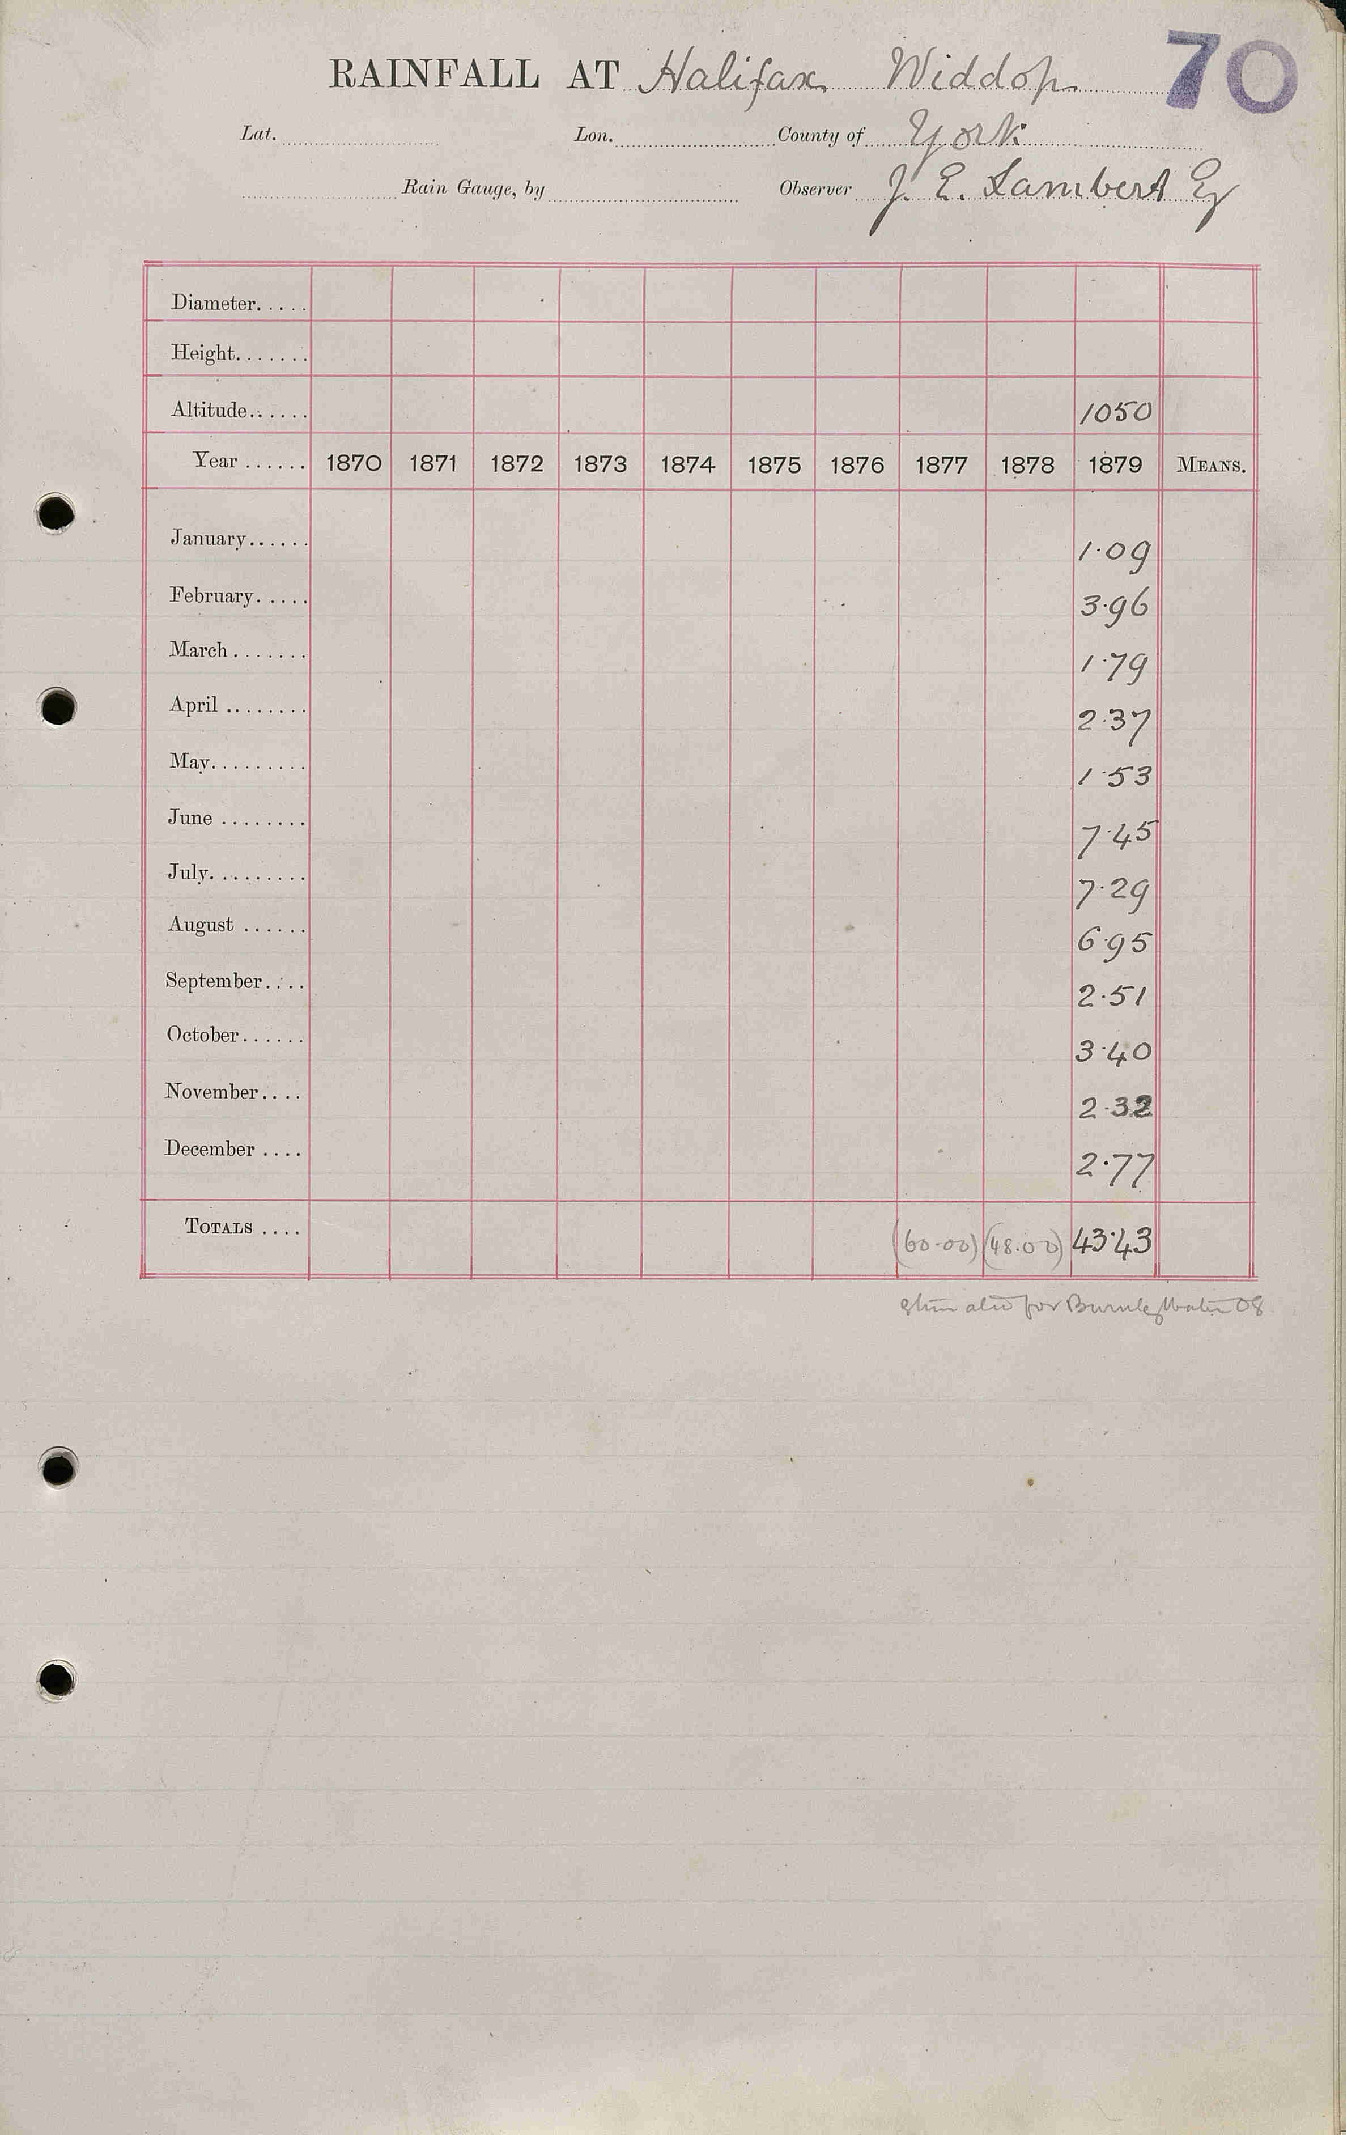 70
RAINFALL AT Halifax, Widdop.
Lat. Lon. County of York
Rain Gauge, by Observer J. E. Lambert Esq
Diameter.....
Height.......
Altitude...... 1050
Year ...... 1870 1871 1872 1873 1874 1875 1876 1877 1878 1879 MEANS.
January...... 1.09
February..... 3.96
March ....... 1.79
April ........ 2.37
May......... 1.53
June ........ 7.45
July......... 7.29
August ...... 6.95
September.... 2.51
October...... 3.40
November.... 2.32
December .... 2.77
TOTALS .... (60.00) (48.00) 43.43
for Burnley Water 08